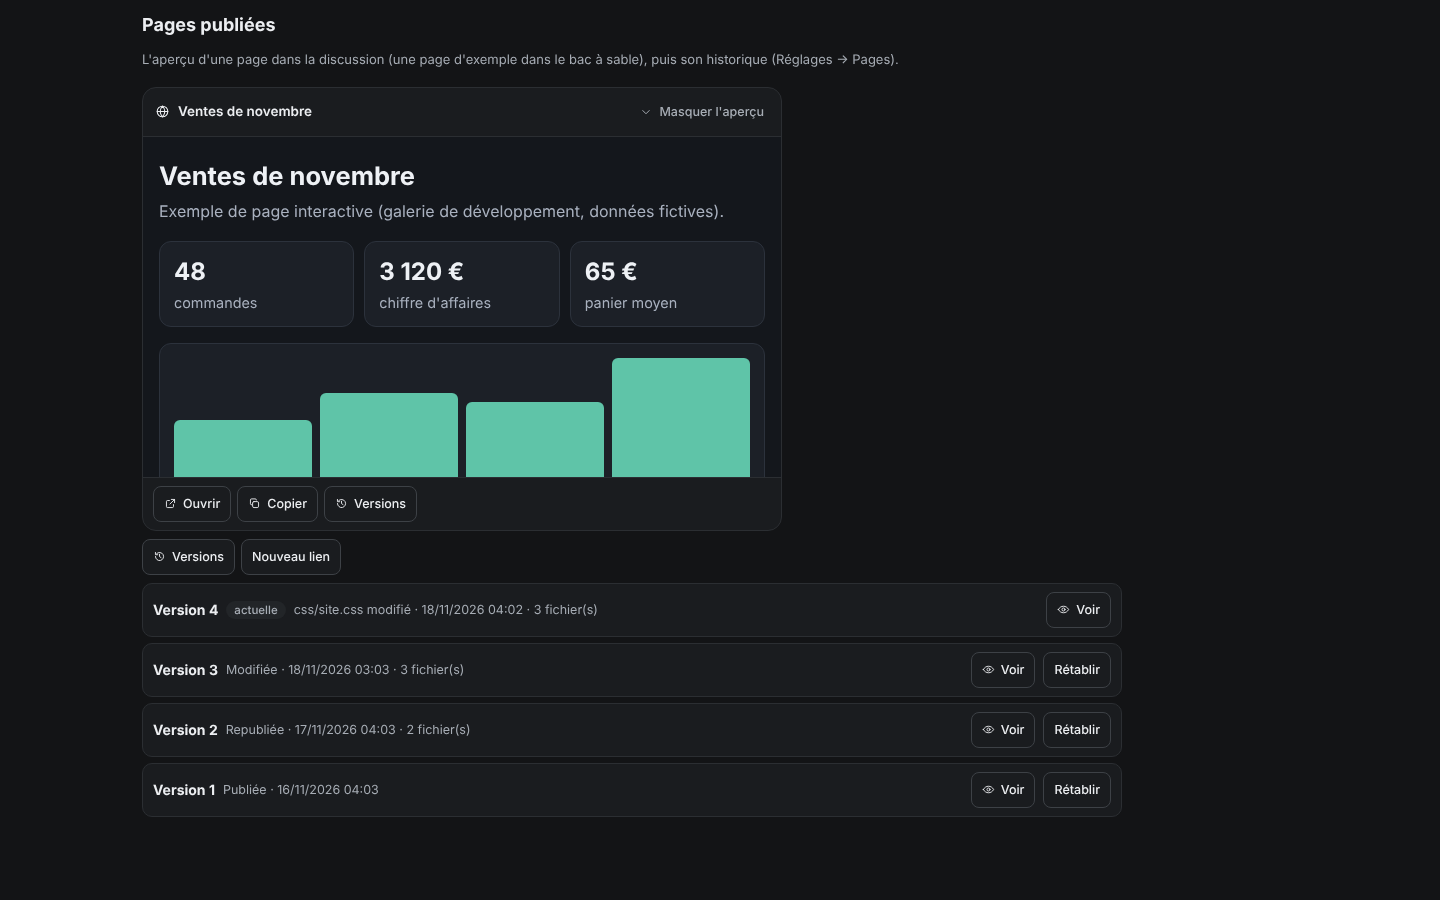 Pages publiées
L'aperçu d'une page dans la discussion (une page d'exemple dans le bac à sable), puis son historique (Réglages → Pages).
Ventes de novembre
Masquer l'aperçu
Ventes de novembre
Exemple de page interactive (galerie de développement, données fictives).
48
commandes
3 120 €
chiffre d'affaires
65 €
panier moyen
Ouvrir
Copier
Versions
Versions
Nouveau lien
Version 4 actuelle css/site.css modifié · 18/11/2026 04:02 · 3 fichier(s) Voir
Version 3 Modifiée · 18/11/2026 03:03 · 3 fichier(s) Voir Rétablir
Version 2 Republiée · 17/11/2026 04:03 · 2 fichier(s) Voir Rétablir
Version 1 Publiée · 16/11/2026 04:03 Voir Rétablir